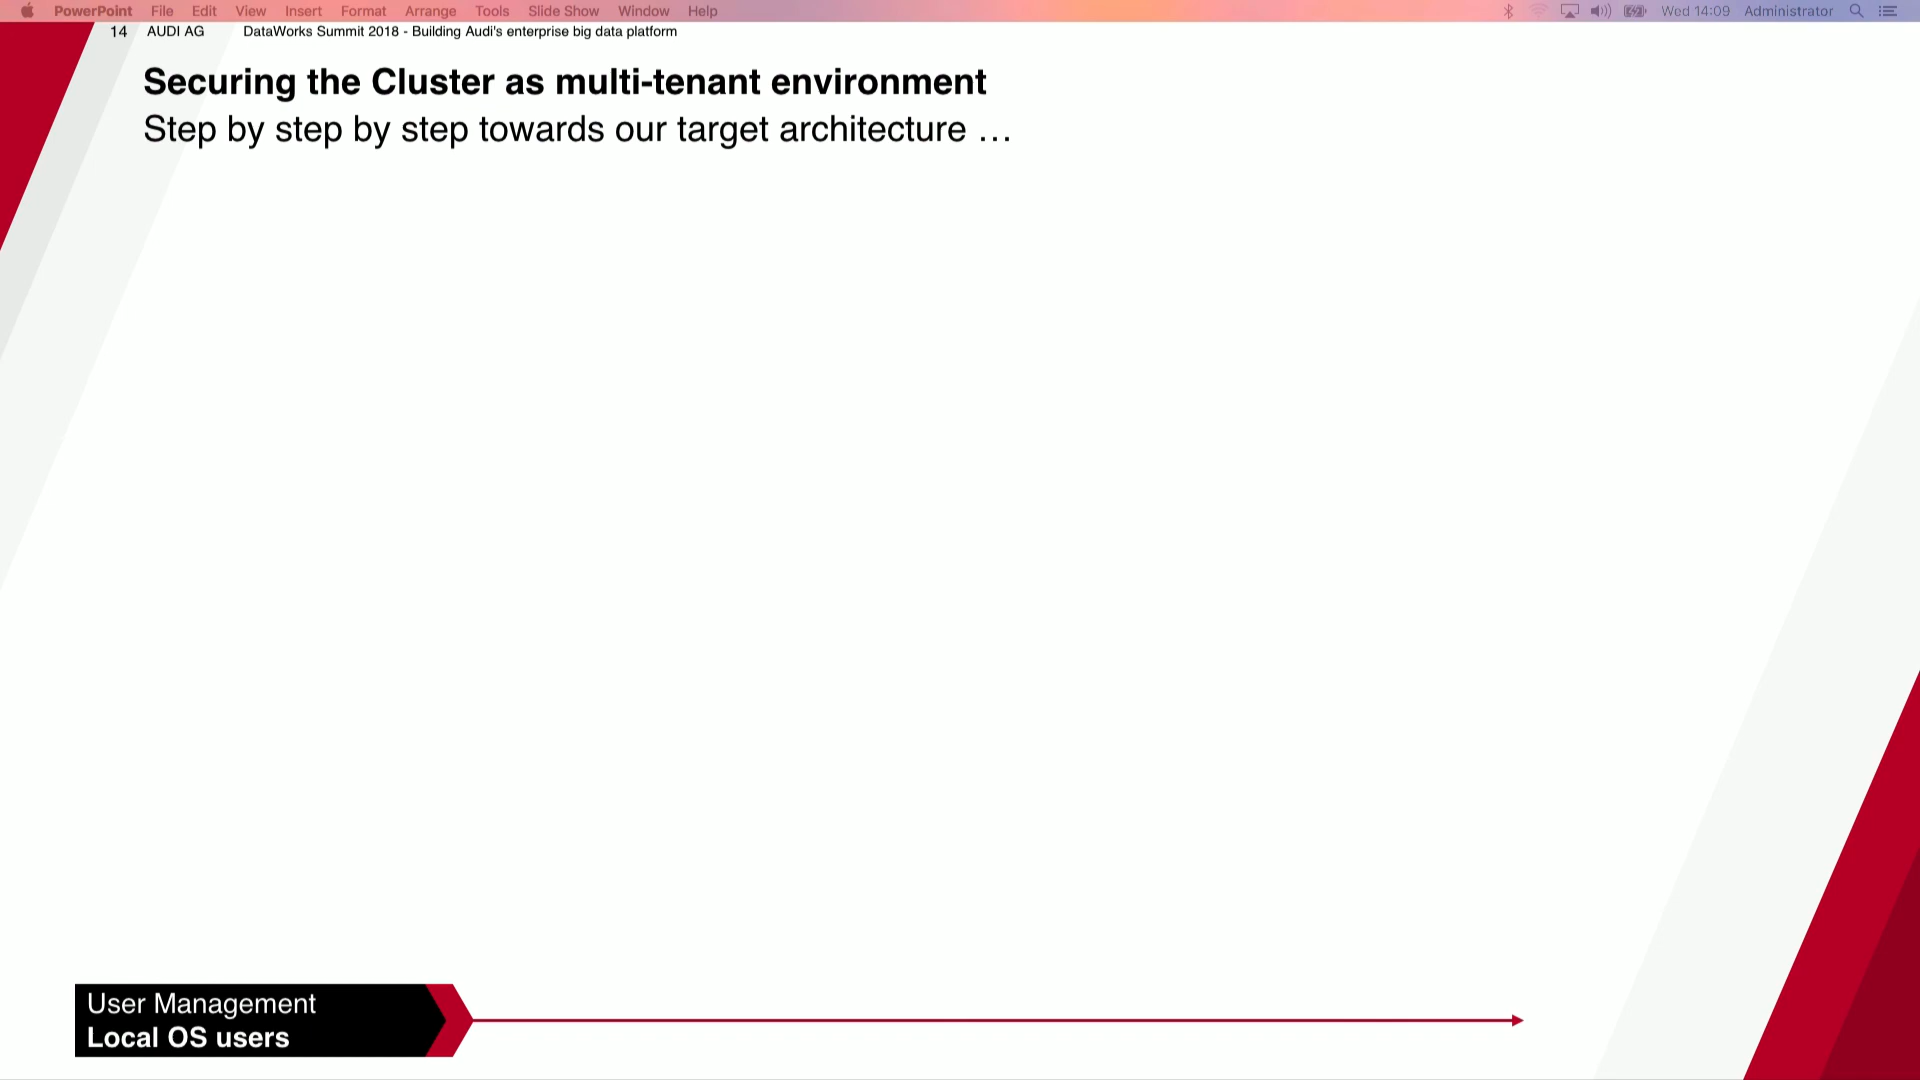 PowerPoint File Edit View Insert Format Arrange Tools Slide Show Window Help Wed 14:09 Administrator
14 AUDI AG DataWorks Summit 2018 - Building Audi's enterprise big data platform
Securing the Cluster as multi-tenant environment
Step by step by step towards our target architecture …
User Management
Local OS users